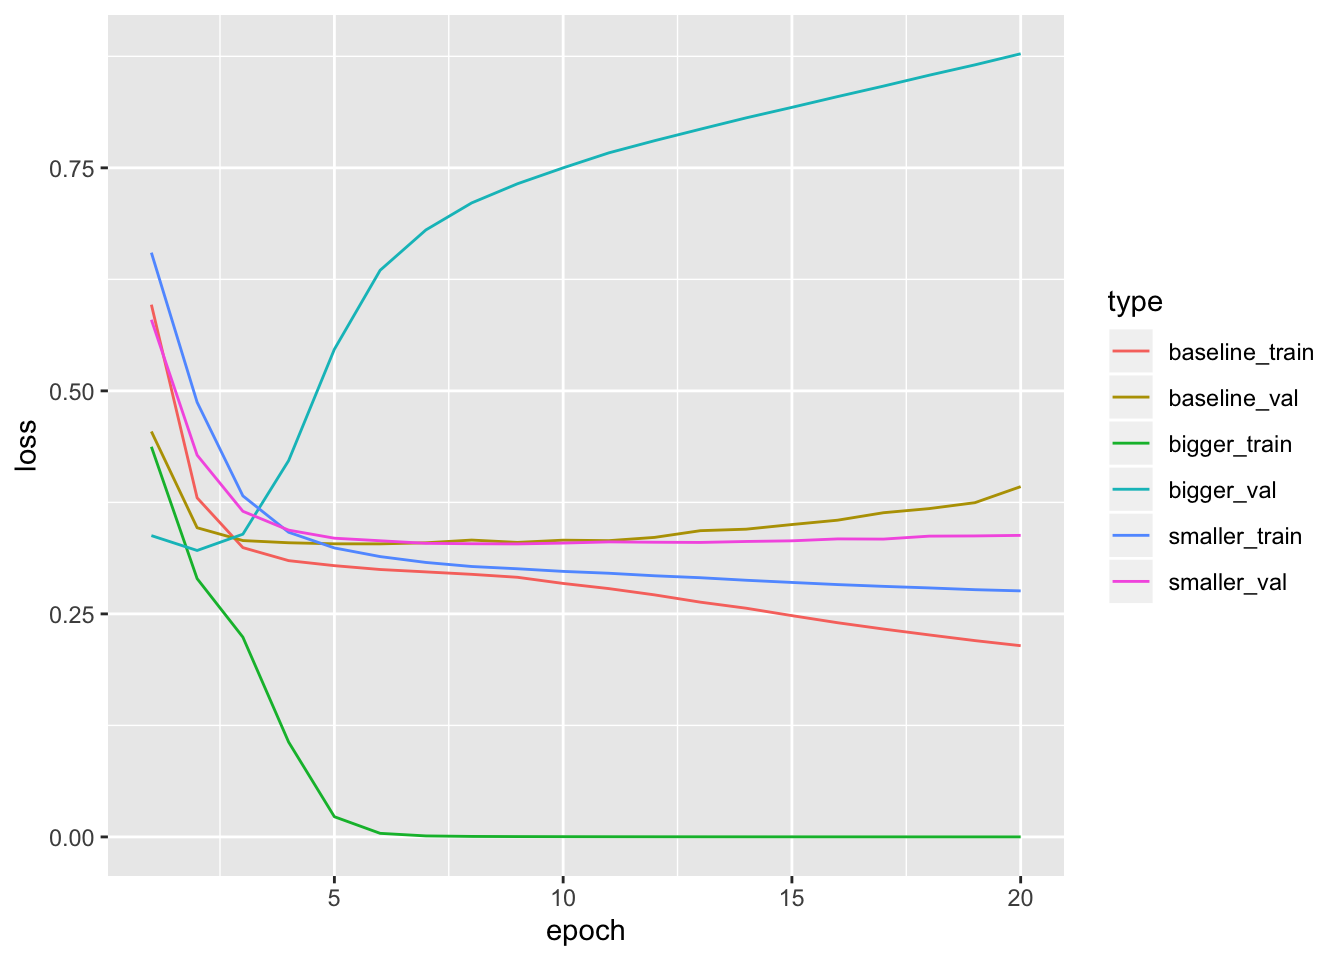 loss
0.75
0.50
0.25
0.00
5 10 15 20
epoch
type
baseline_train
baseline_val
bigger_train
bigger_val
smaller_train
smaller_val